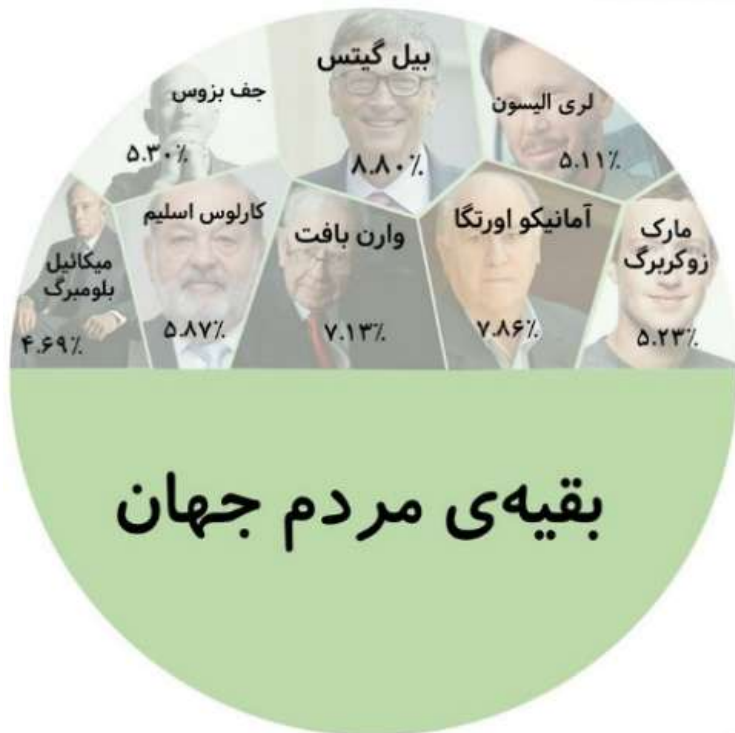 بیل گیتس
۸.۸۰٪
جف بزوس
۵.۳۰٪
لری الیسون
۵.۱۱٪
مارک
زوکربرگ
۵.۲۳٪
آمانیکو اورتگا
۷.۸۶٪
وارن بافت
۷.۱۳٪
کارلوس اسلیم
۵.۸۷٪
میکائیل
بلومبرگ
۴.۶۹٪
بقیه‌ی مردم جهان